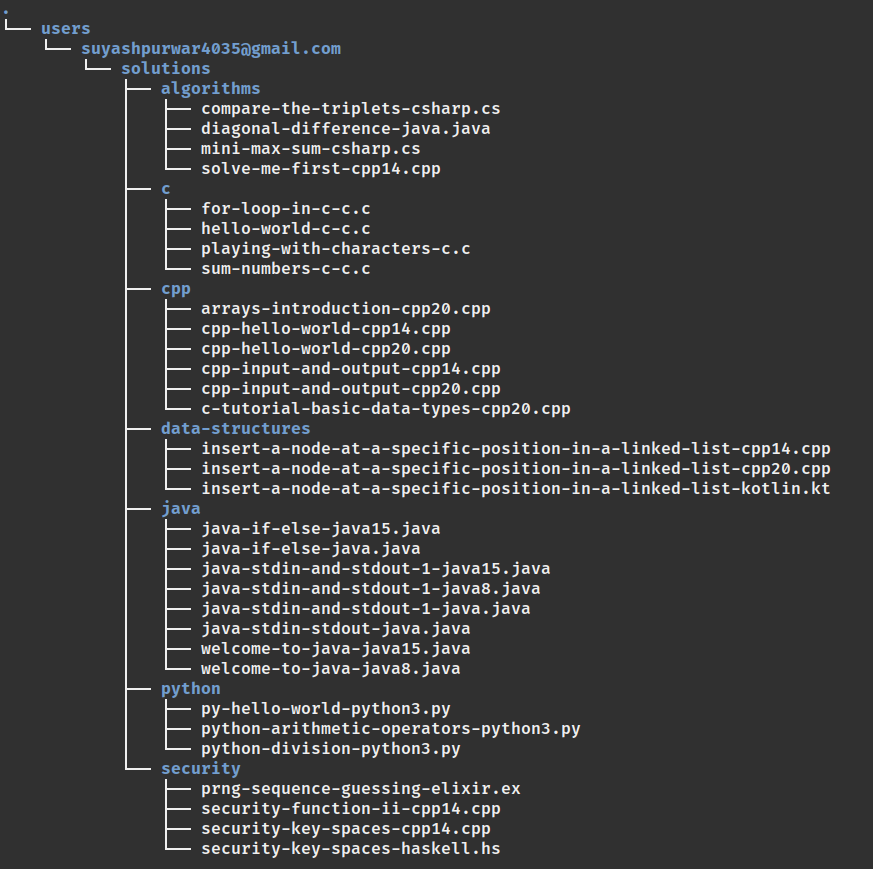 .
users
suyashpurwar4035@gmail.com
solutions
algorithms
compare-the-triplets-csharp.cs
diagonal-difference-java.java
mini-max-sum-csharp.cs
solve-me-first-cpp14.cpp
c
for-loop-in-c-c.c
hello-world-c-c.c
playing-with-characters-c.c
sum-numbers-c-c.c
cpp
arrays-introduction-cpp20.cpp
cpp-hello-world-cpp14.cpp
cpp-hello-world-cpp20.cpp
cpp-input-and-output-cpp14.cpp
cpp-input-and-output-cpp20.cpp
c-tutorial-basic-data-types-cpp20.cpp
data-structures
insert-a-node-at-a-specific-position-in-a-linked-list-cpp14.cpp
insert-a-node-at-a-specific-position-in-a-linked-list-cpp20.cpp
insert-a-node-at-a-specific-position-in-a-linked-list-kotlin.kt
java
java-if-else-java15.java
java-if-else-java.java
java-stdin-and-stdout-1-java15.java
java-stdin-and-stdout-1-java8.java
java-stdin-and-stdout-1-java.java
java-stdin-stdout-java.java
welcome-to-java-java15.java
welcome-to-java-java8.java
python
py-hello-world-python3.py
python-arithmetic-operators-python3.py
python-division-python3.py
security
prng-sequence-guessing-elixir.ex
security-function-ii-cpp14.cpp
security-key-spaces-cpp14.cpp
security-key-spaces-haskell.hs